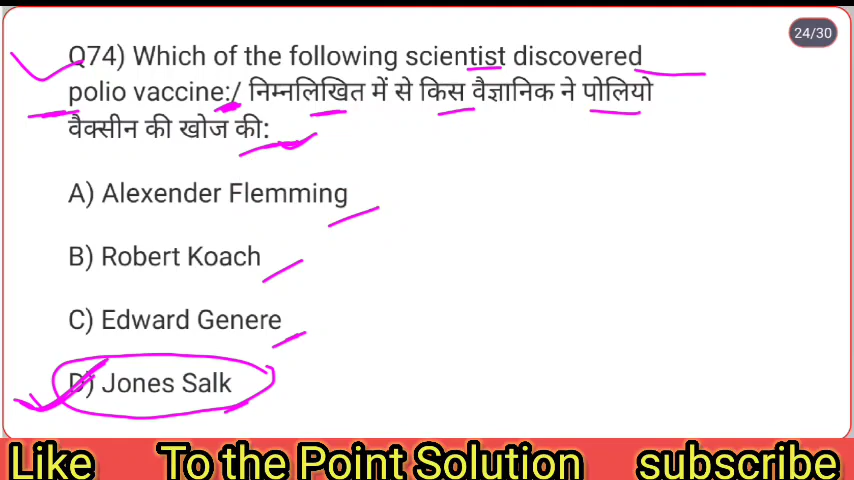 24/30
Q74) Which of the following scientist discovered
polio vaccine:/ निम्नलिखित में से किस वैज्ञानिक ने पोलियो
वैक्सीन की खोज की:
A) Alexender Flemming
B) Robert Koach
C) Edward Genere
D) Jones Salk
Like To the Point Solution subscribe